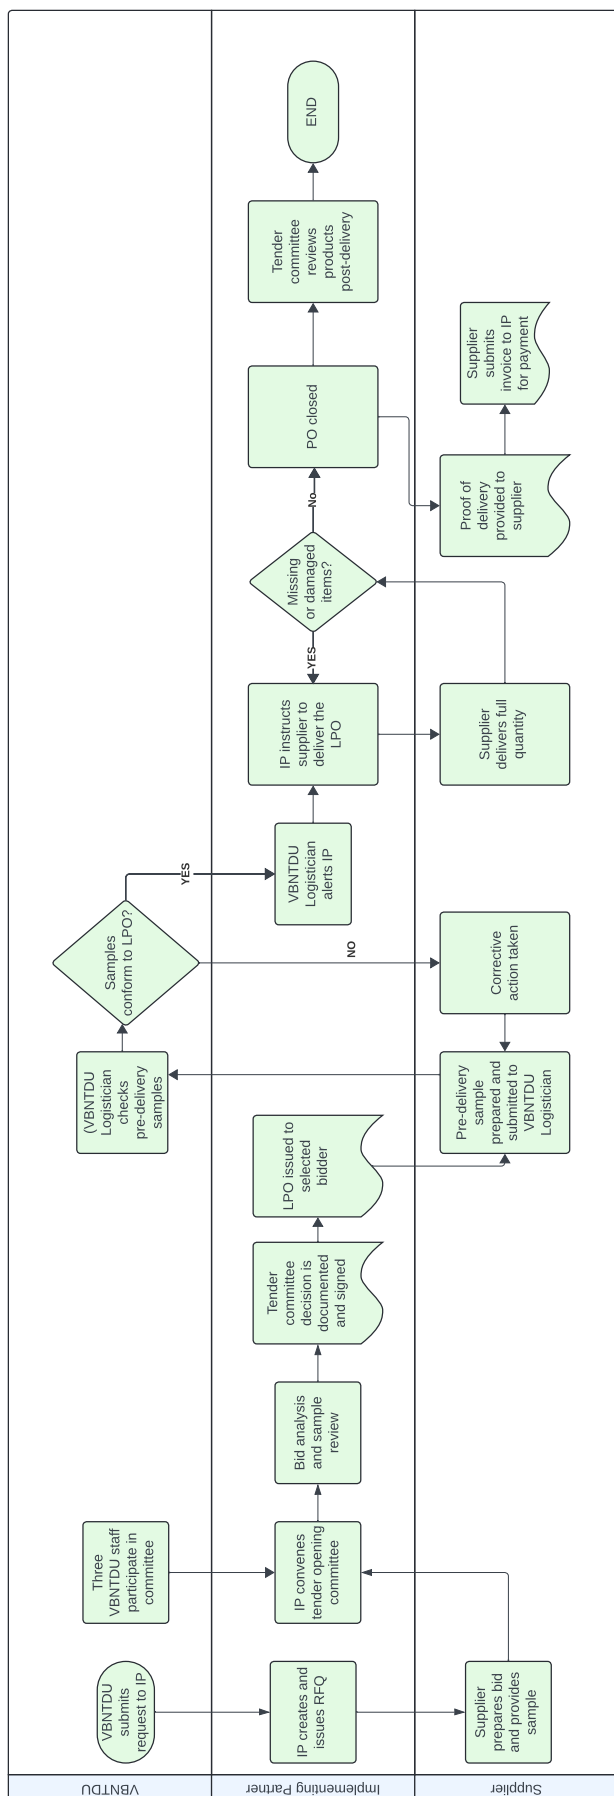 VBNTDU
VBNTDU
submits
request to IP
Three
VBNTDU staff
participate in
committee
(VBNTDU
Logistician
checks
pre-delivery
samples
Samples
conform to LPO?
YES
NO
Implementing Partner
IP creates and
issues RFQ
IP convenes
tender opening
committee
Bid analysis
and sample
review
Tender
committee
decision is
documented
and signed
LPO issued to
selected
bidder
VBNTDU
Logistician
alerts IP
IP instructs
supplier to
deliver the
LPO
YES
Missing
or damaged
items?
No
PO closed
Tender
committee
reviews
products
post-delivery
END
Supplier
Supplier
prepares bid
and provides
sample
Pre-delivery
sample
prepared and
submitted to
VBNTDU
Logistician
Corrective
action taken
Supplier
delivers full
quantity
Proof of
delivery
provided to
supplier
Supplier
submits
invoice to IP
for payment